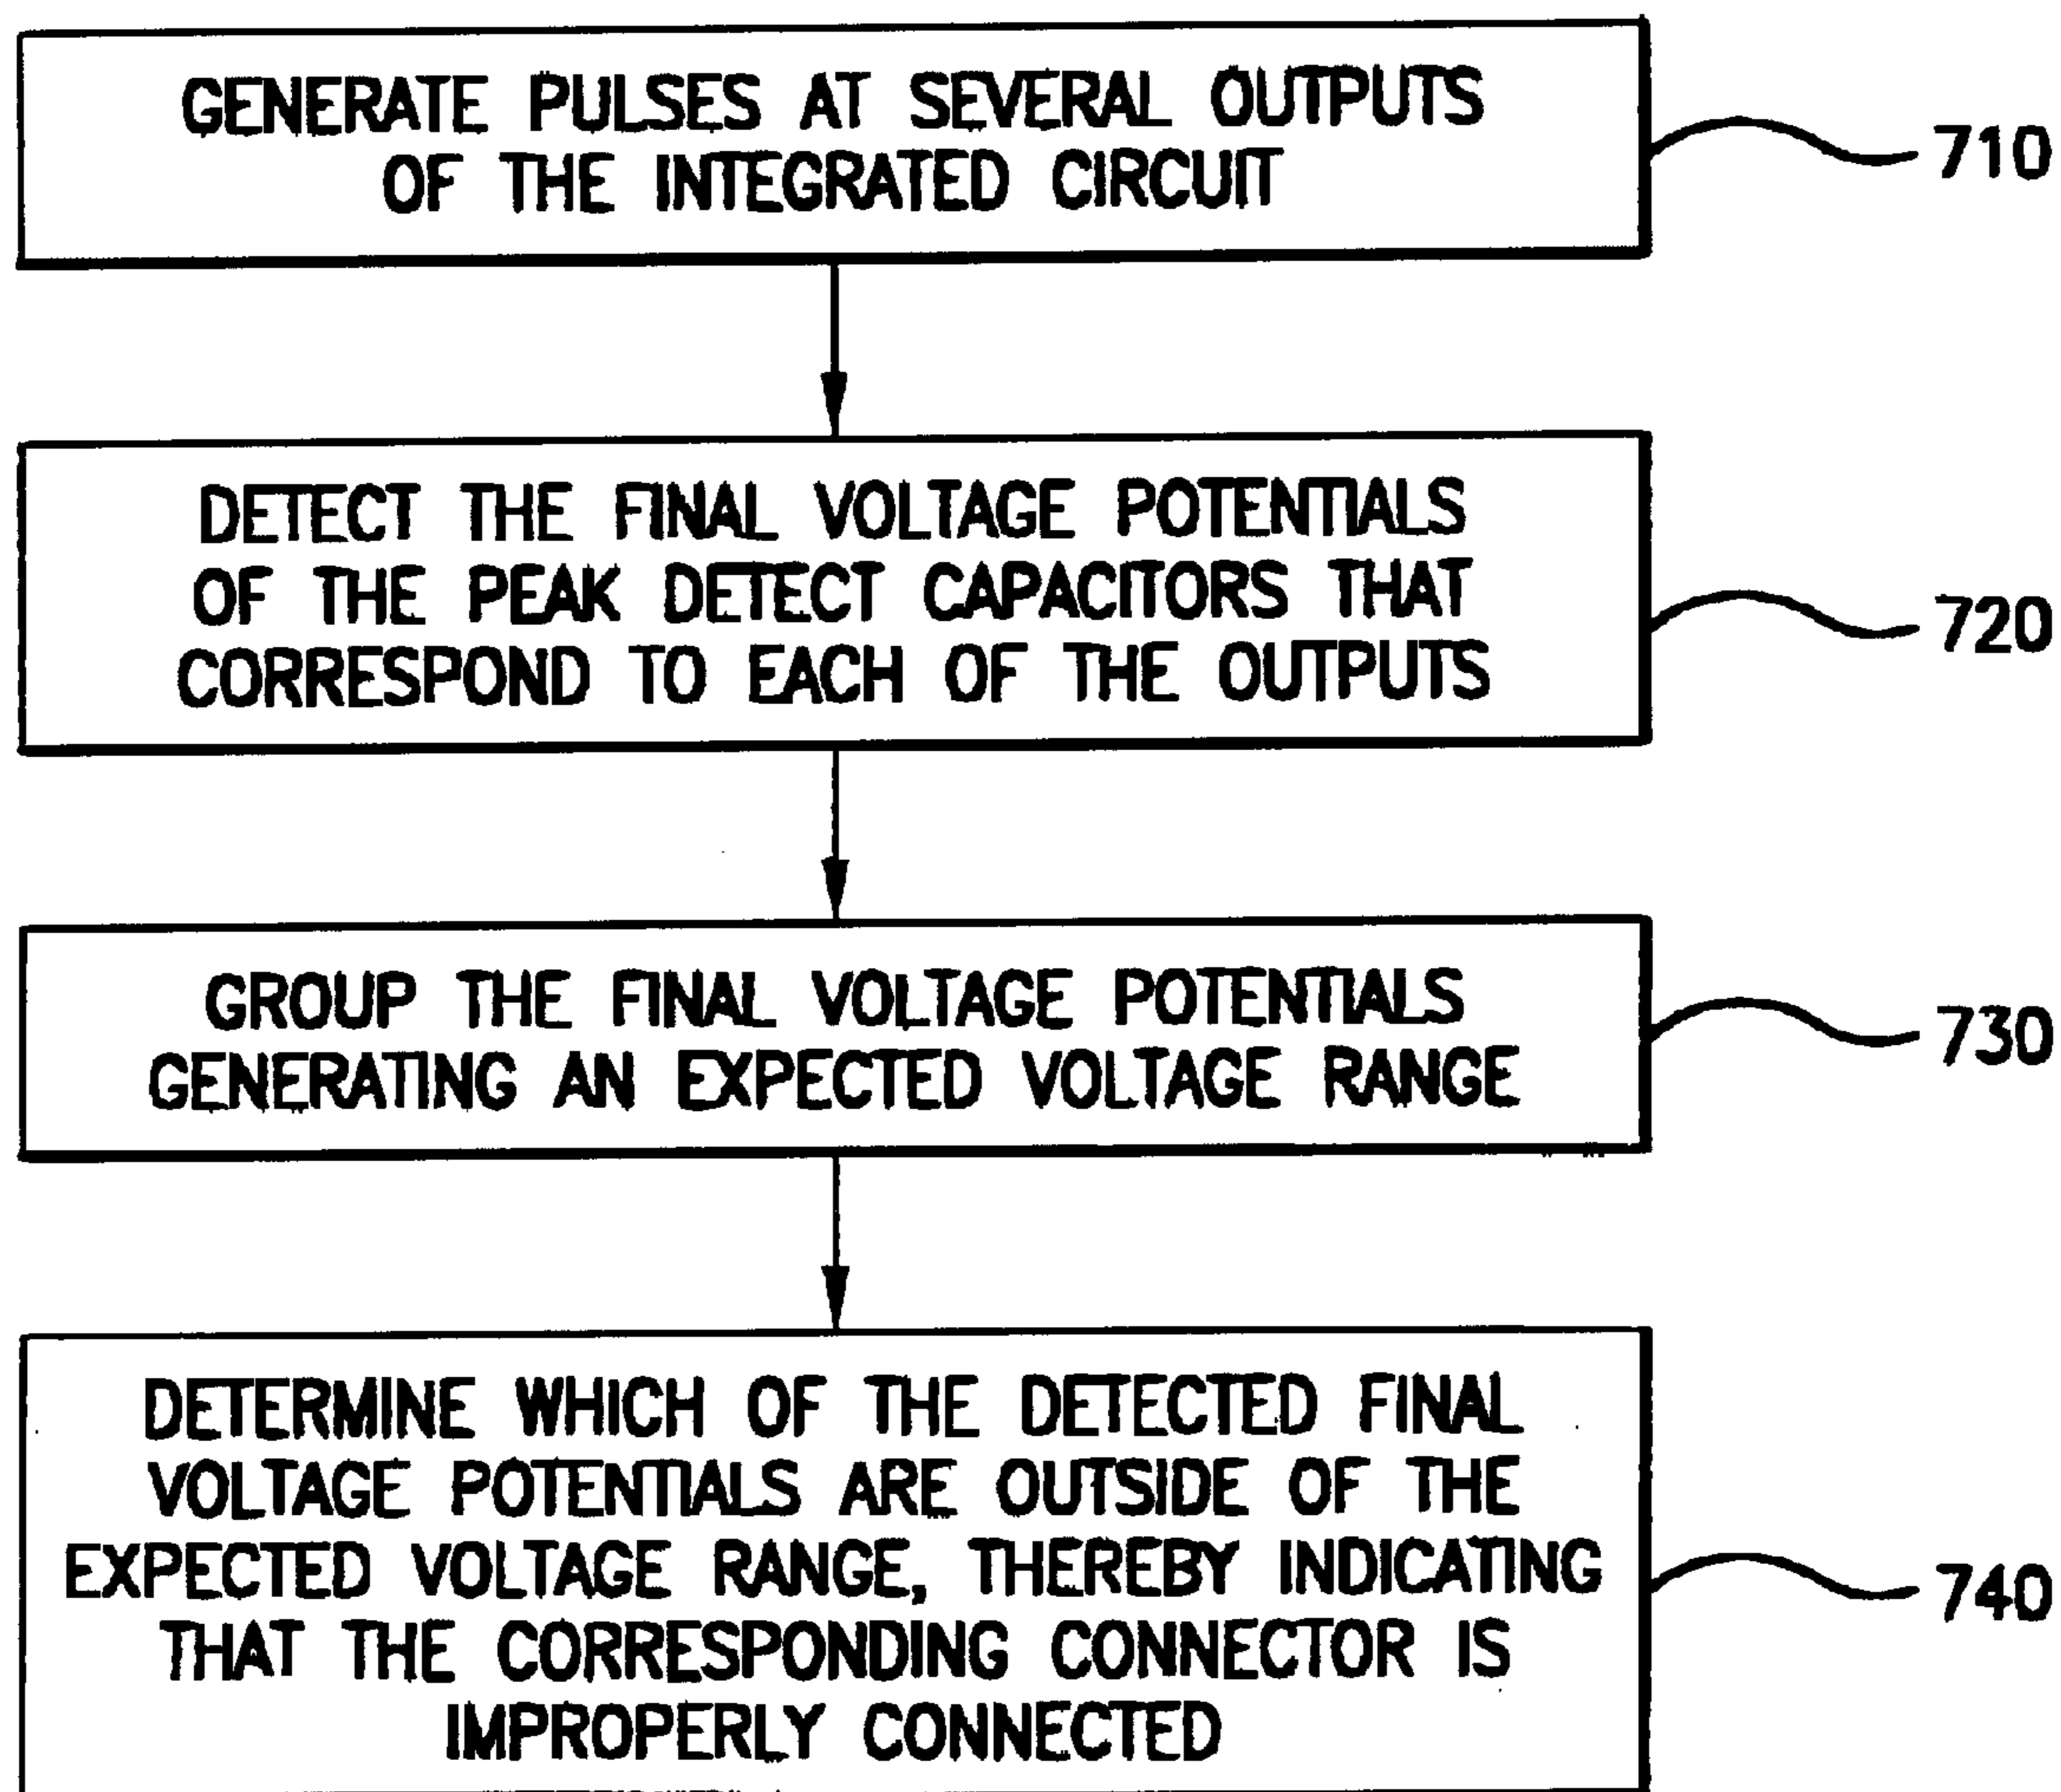 GENERATE PULSES AT SEVERAL OUTPUTS
OF THE INTEGRATED CIRCUIT
710
DETECT THE FINAL VOLTAGE POTENTIALS
OF THE PEAK DETECT CAPACITORS THAT
CORRESPOND TO EACH OF THE OUTPUTS
720
GROUP THE FINAL VOLTAGE POTENTIALS
GENERATING AN EXPECTED VOLTAGE RANGE
730
DETERMINE WHICH OF THE DETECTED FINAL
VOLTAGE POTENTIALS ARE OUTSIDE OF THE
EXPECTED VOLTAGE RANGE, THEREBY INDICATING
THAT THE CORRESPONDING CONNECTOR IS
IMPROPERLY CONNECTED
740